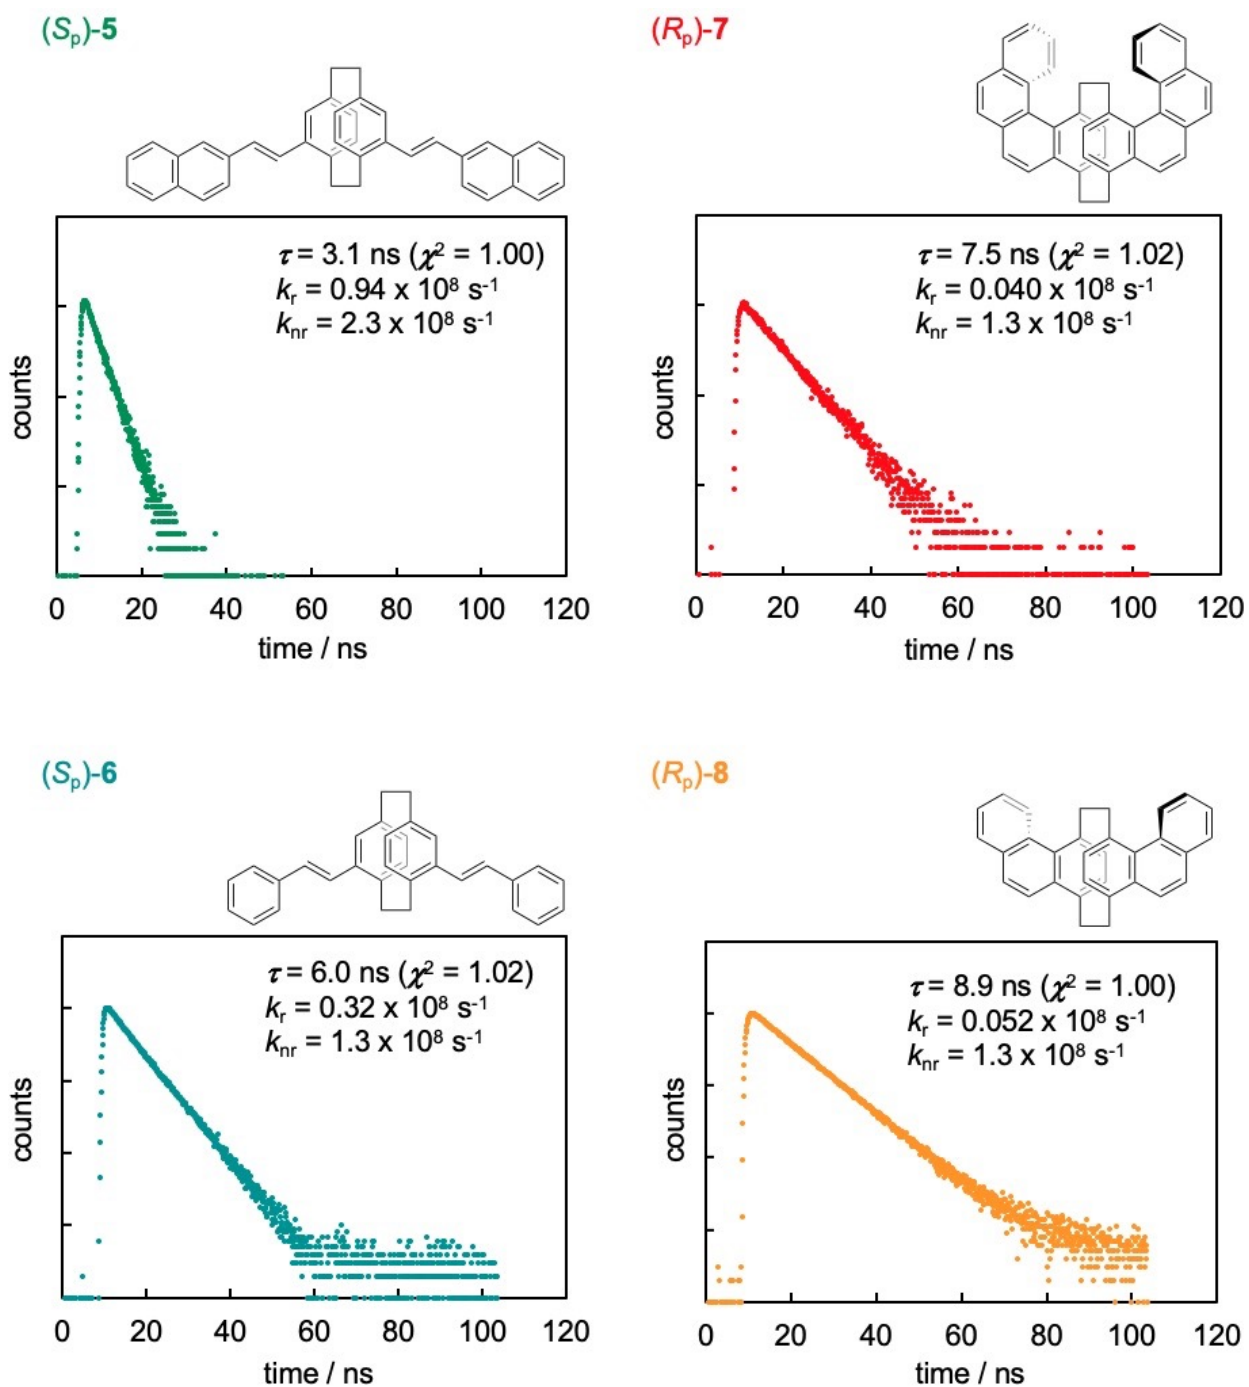 (Sp)-5
τ = 3.1 ns (χ² = 1.00)
kr = 0.94 x 10⁸ s⁻¹
knr = 2.3 x 10⁸ s⁻¹
counts
0 20 40 60 80 100 120
time / ns
(Rp)-7
τ = 7.5 ns (χ² = 1.02)
kr = 0.040 x 10⁸ s⁻¹
knr = 1.3 x 10⁸ s⁻¹
counts
0 20 40 60 80 100 120
time / ns
(Sp)-6
τ = 6.0 ns (χ² = 1.02)
kr = 0.32 x 10⁸ s⁻¹
knr = 1.3 x 10⁸ s⁻¹
counts
0 20 40 60 80 100 120
time / ns
(Rp)-8
τ = 8.9 ns (χ² = 1.00)
kr = 0.052 x 10⁸ s⁻¹
knr = 1.3 x 10⁸ s⁻¹
counts
0 20 40 60 80 100 120
time / ns